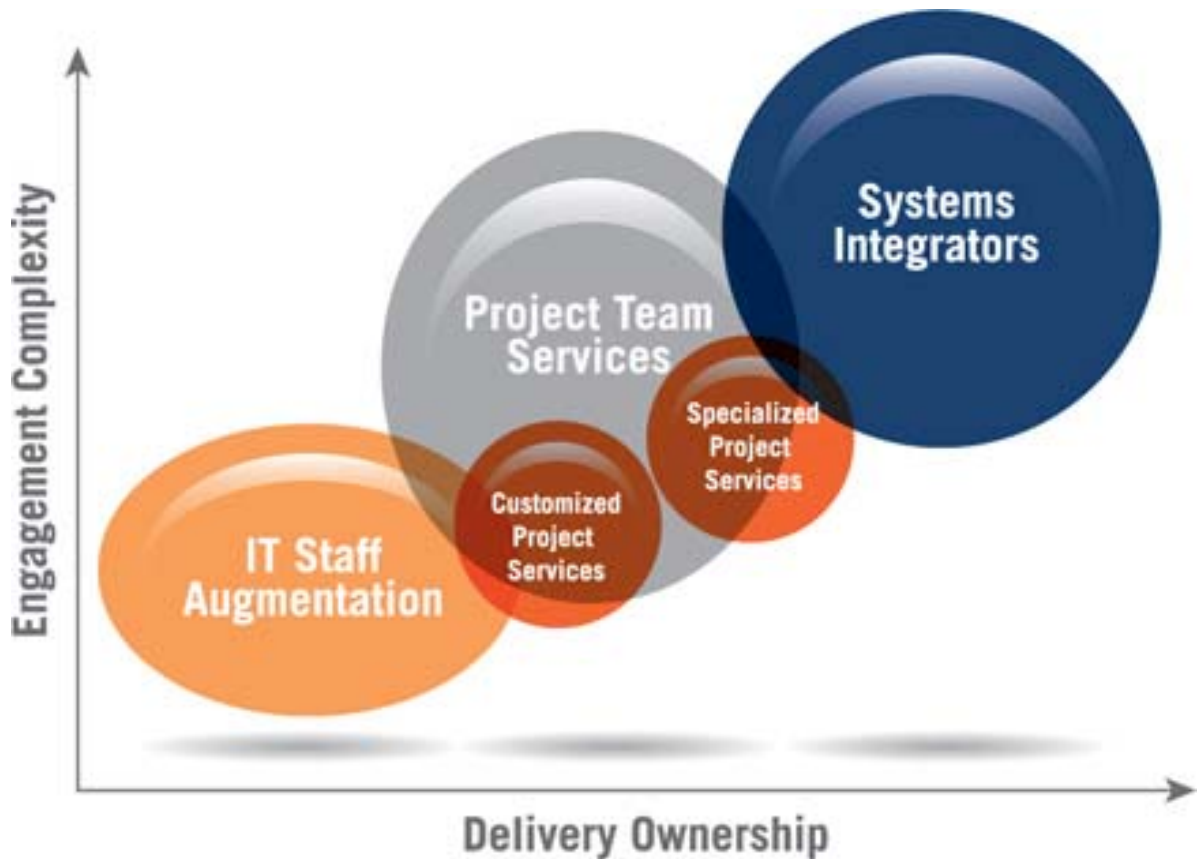 Engagement Complexity
Systems
Integrators
Project Team
Services
Specialized
Project
Services
Customized
Project
Services
IT Staff
Augmentation
Delivery Ownership